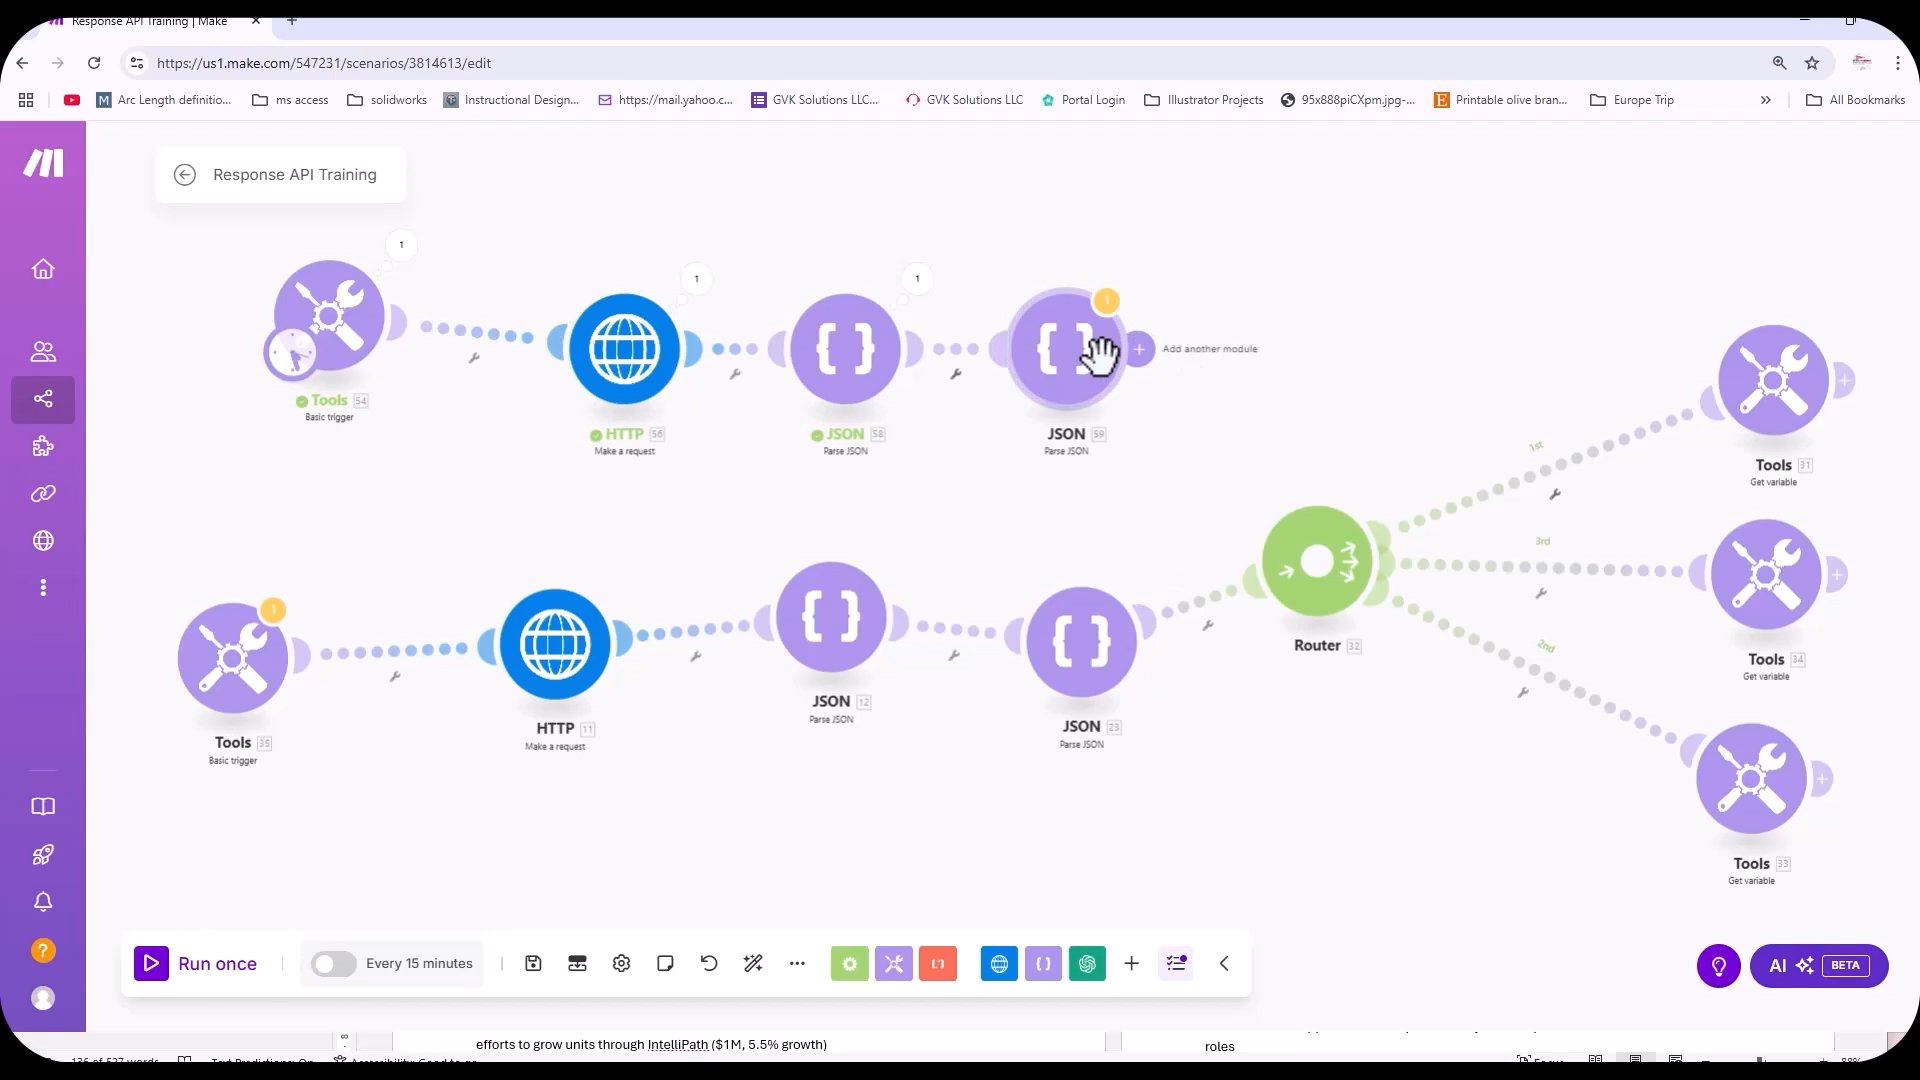 Response API Training | Make
https://us1.make.com/547231/scenarios/3814613/edit
Arc Length definitio...
ms access
solidworks
Instructional Design...
https://mail.yahoo.c...
GVK Solutions LLC...
GVK Solutions LLC
Portal Login
Illustrator Projects
95x888piCXpm.jpg-...
Printable olive bran...
Europe Trip
All Bookmarks
Response API Training
1
1
1
1
Add another module
Tools 54
Basic trigger
HTTP 56
Make a request
JSON 58
Parse JSON
JSON 59
Parse JSON
1st
Tools 31
Get variable
3rd
Tools 34
Get variable
2nd
Tools 33
Get variable
Router 32
1
Tools 35
Basic trigger
HTTP 11
Make a request
JSON 12
Parse JSON
JSON 23
Parse JSON
Run once
Every 15 minutes
AI BETA
efforts to grow units through IntelliPath ($1M, 5.5% growth)
roles